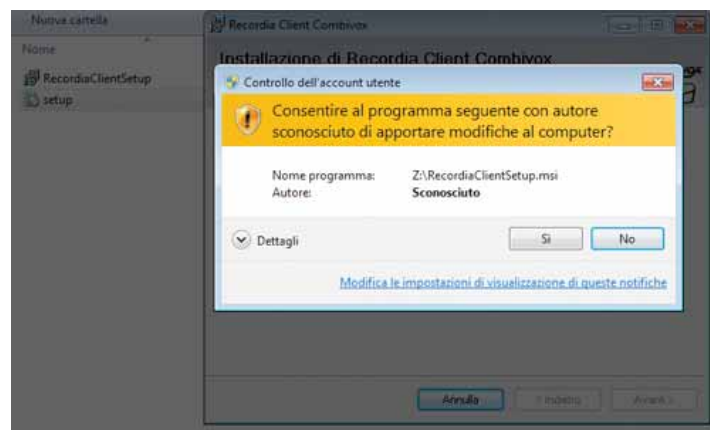 Nuova cartella
Recordia Client Combivox
Nome
Installazione di Recordia Client Combivox
RecordiaClientSetup
setup
Controllo dell'account utente
Consentire al programma seguente con autore
sconosciuto di apportare modifiche al computer?
Nome programma: Z:\RecordiaClientSetup.msi
Autore: Sconosciuto
Dettagli
Sì No
Modifica le impostazioni di visualizzazione di queste notifiche
Annulla < Indietro Avanti >